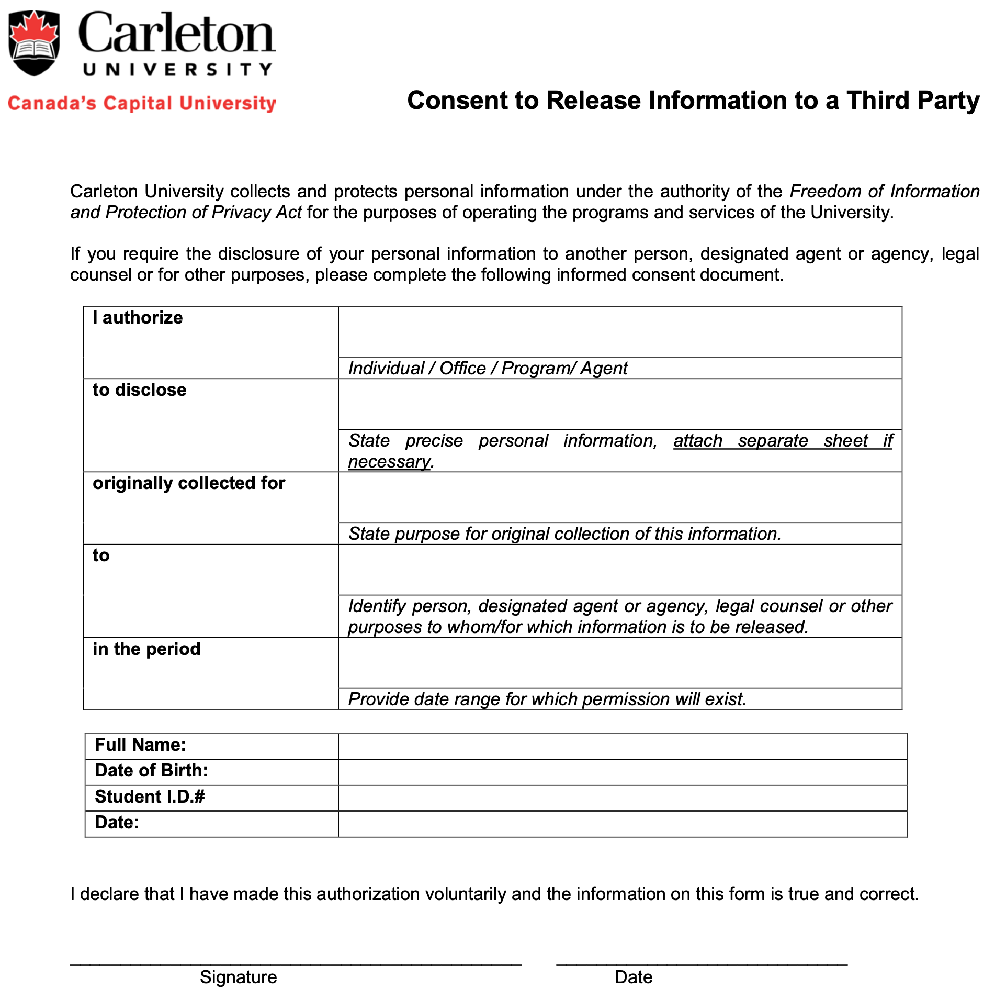 Carleton
UNIVERSITY
Canada's Capital University
Consent to Release Information to a Third Party
Carleton University collects and protects personal information under the authority of the Freedom of Information
and Protection of Privacy Act for the purposes of operating the programs and services of the University.
If you require the disclosure of your personal information to another person, designated agent or agency, legal
counsel or for other purposes, please complete the following informed consent document.
I authorize
Individual / Office / Program/ Agent
to disclose
State precise personal information, attach separate sheet if
necessary.
originally collected for
State purpose for original collection of this information.
to
Identify person, designated agent or agency, legal counsel or other
purposes to whom/for which information is to be released.
in the period
Provide date range for which permission will exist.
Full Name:
Date of Birth:
Student I.D.#
Date:
I declare that I have made this authorization voluntarily and the information on this form is true and correct.
Signature Date